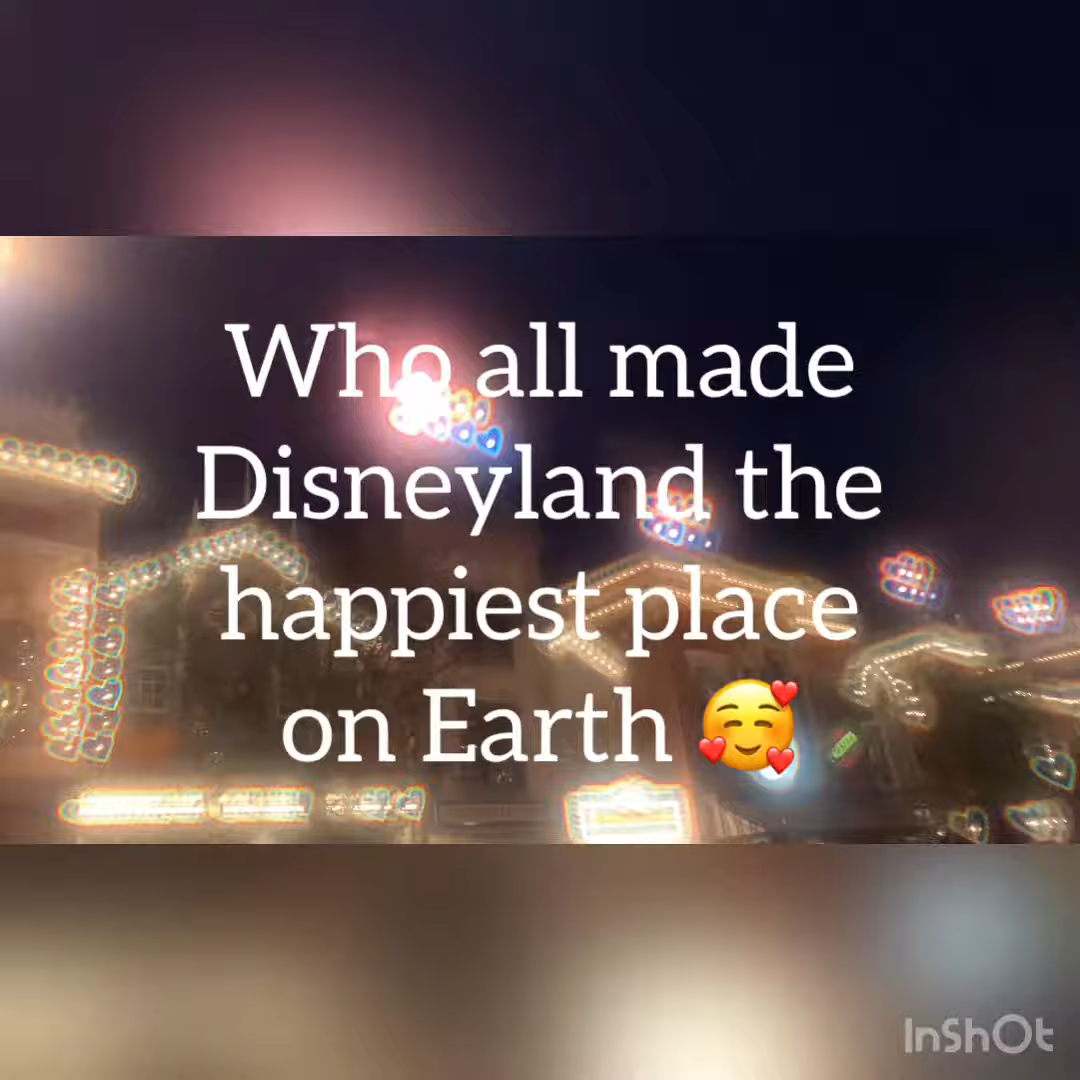 Who all made
Disneyland the
happiest place
on Earth 🥰
InShOt